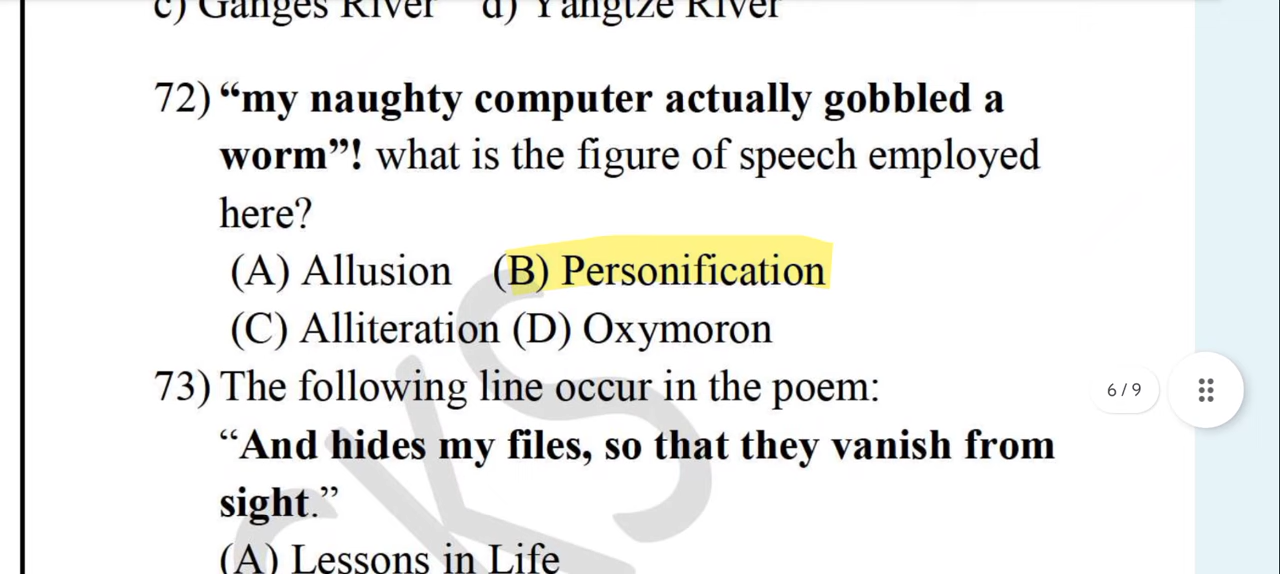 c) Ganges River d) Yangtze River
72) “my naughty computer actually gobbled a
worm”! what is the figure of speech employed
here?
(A) Allusion (B) Personification
(C) Alliteration (D) Oxymoron
73) The following line occur in the poem:
6 / 9
“And hides my files, so that they vanish from
sight.”
(A) Lessons in Life